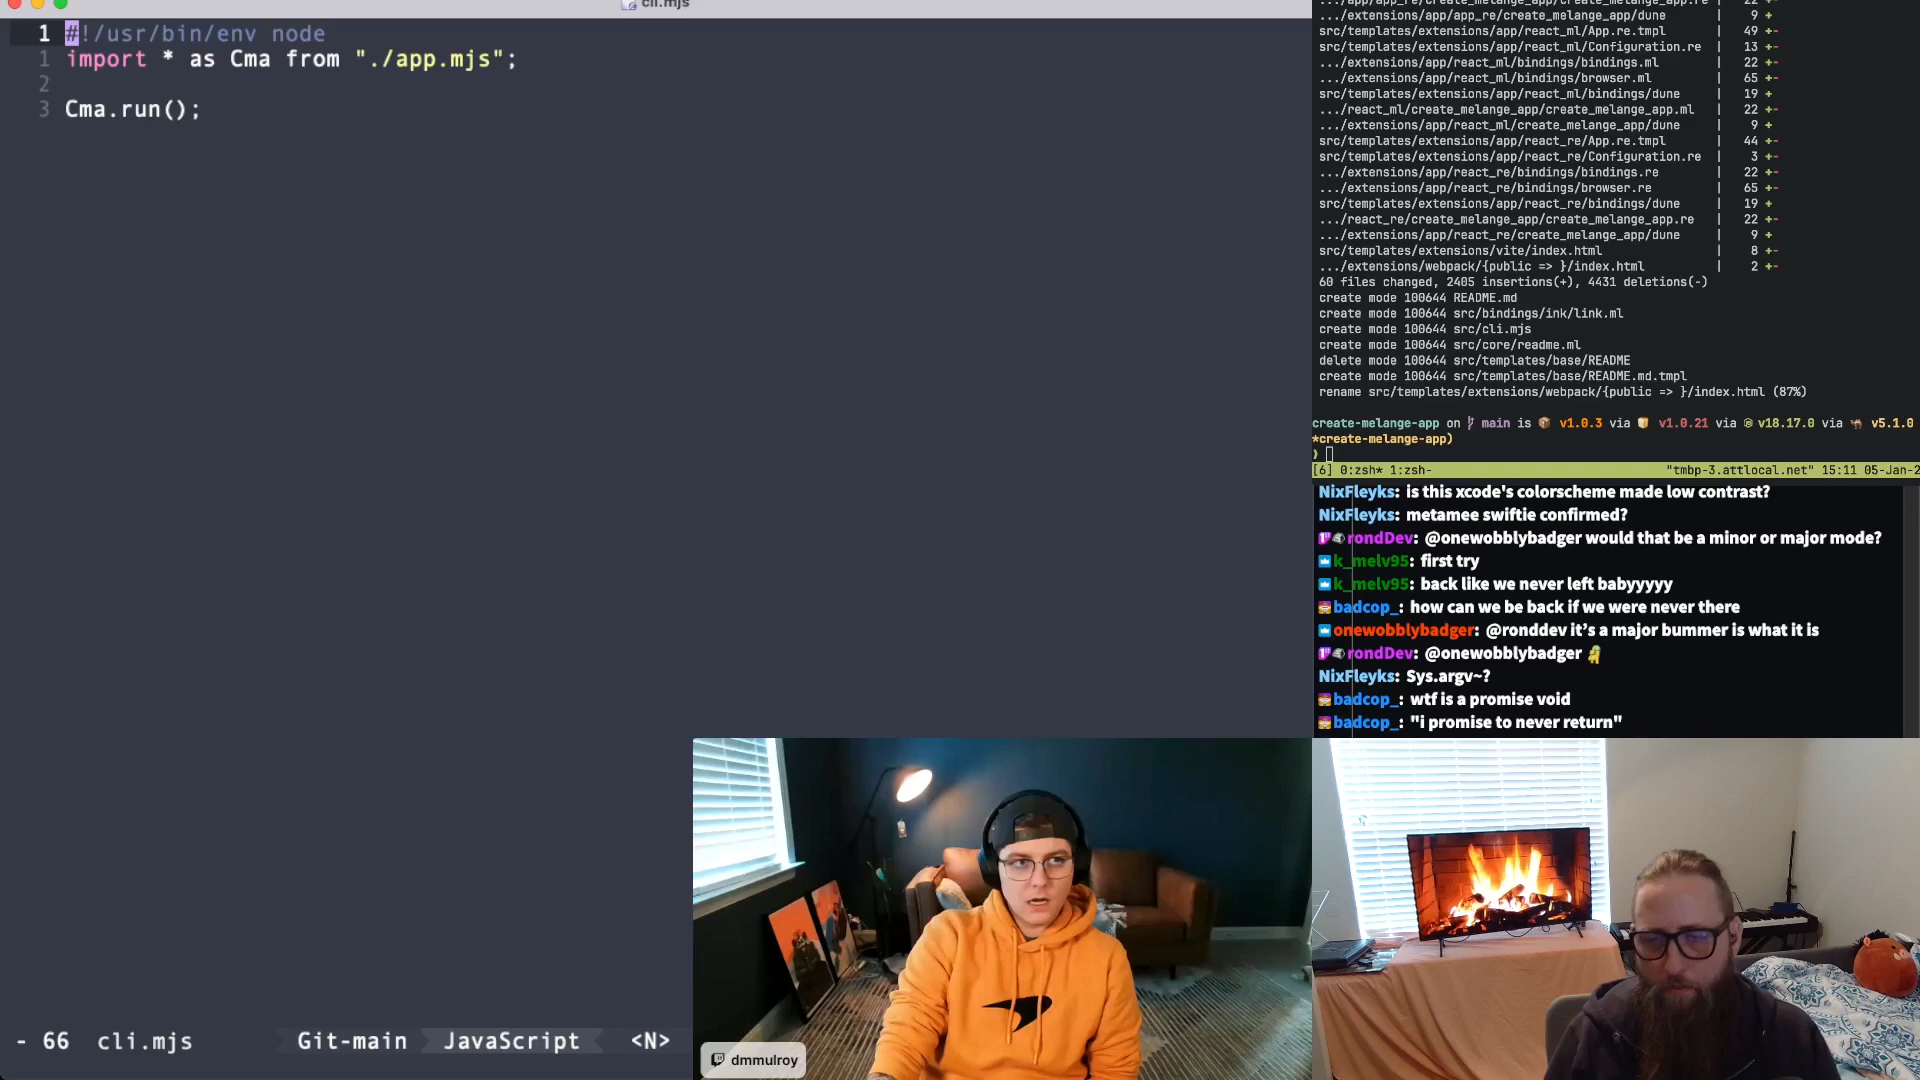 cli.mjs
1 #!/usr/bin/env node
1 import * as Cma from "./app.mjs";
2
3 Cma.run();
- 66 cli.mjs Git-main JavaScript <N>
.../app/app_re/create_melange_app/create_melange_app.re | 22 +-
.../extensions/app/app_re/create_melange_app/dune | 9 +
src/templates/extensions/app/react_ml/App.re.tmpl | 49 +-
src/templates/extensions/app/react_ml/Configuration.re | 13 +-
.../extensions/app/react_ml/bindings/bindings.ml | 22 +-
.../extensions/app/react_ml/bindings/browser.ml | 65 +-
src/templates/extensions/app/react_ml/bindings/dune | 19 +
.../react_ml/create_melange_app/create_melange_app.ml | 22 +-
.../extensions/app/react_ml/create_melange_app/dune | 9 +
src/templates/extensions/app/react_re/App.re.tmpl | 44 +-
src/templates/extensions/app/react_re/Configuration.re | 3 +-
.../extensions/app/react_re/bindings/bindings.re | 22 +-
.../extensions/app/react_re/bindings/browser.re | 65 +-
src/templates/extensions/app/react_re/bindings/dune | 19 +
.../react_re/create_melange_app/create_melange_app.re | 22 +-
.../extensions/app/react_re/create_melange_app/dune | 9 +
src/templates/extensions/vite/index.html | 8 +-
.../extensions/webpack/{public => }/index.html | 2 +-
60 files changed, 2405 insertions(+), 4431 deletions(-)
create mode 100644 README.md
create mode 100644 src/bindings/ink/link.ml
create mode 100644 src/cli.mjs
create mode 100644 src/core/readme.ml
delete mode 100644 src/templates/base/README
create mode 100644 src/templates/base/README.md.tmpl
rename src/templates/extensions/webpack/{public => }/index.html (87%)
create-melange-app on main is v1.0.3 via v1.0.21 via v18.17.0 via v5.1.0
*create-melange-app)
)
[6] 0:zsh* 1:zsh- "tmbp-3.attlocal.net" 15:11 05-Jan-2
NixFleyks: is this xcode's colorscheme made low contrast?
NixFleyks: metamee swiftie confirmed?
rondDev: @onewobblybadger would that be a minor or major mode?
k_melv95: first try
k_melv95: back like we never left babyyyyy
badcop_: how can we be back if we were never there
onewobblybadger: @ronddev it's a major bummer is what it is
rondDev: @onewobblybadger
NixFleyks: Sys.argv~?
badcop_: wtf is a promise void
badcop_: "i promise to never return"
dmmulroy